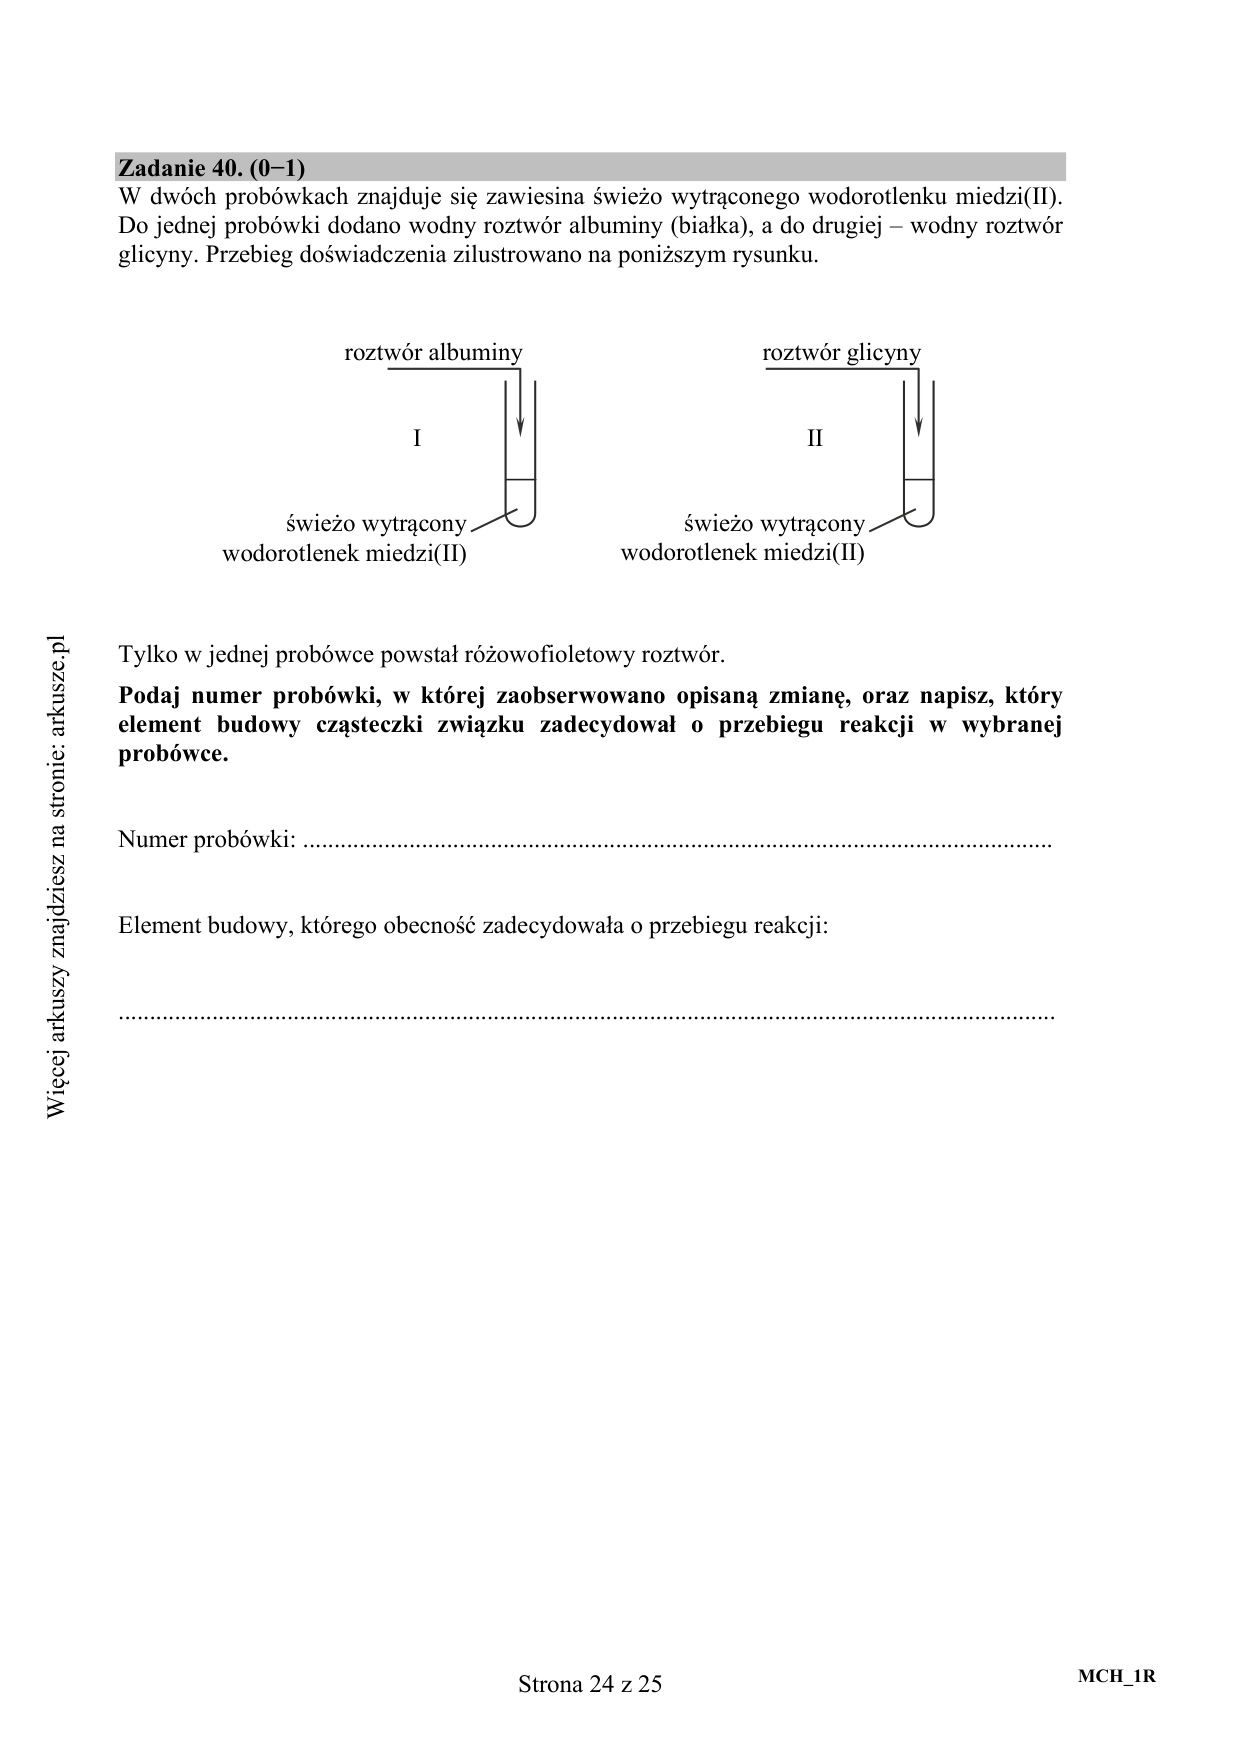 Zadanie 40. (0−1)
W dwóch probówkach znajduje się zawiesina świeżo wytrąconego wodorotlenku miedzi(II).
Do jednej probówki dodano wodny roztwór albuminy (białka), a do drugiej – wodny roztwór
glicyny. Przebieg doświadczenia zilustrowano na poniższym rysunku.
roztwór albuminy
roztwór glicyny
I
II
świeżo wytrącony
wodorotlenek miedzi(II)
świeżo wytrącony
wodorotlenek miedzi(II)
Tylko w jednej probówce powstał różowofioletowy roztwór.
Podaj numer probówki, w której zaobserwowano opisaną zmianę, oraz napisz, który
element budowy cząsteczki związku zadecydował o przebiegu reakcji w wybranej
probówce.
Numer probówki: ........................................................................................................................
Element budowy, którego obecność zadecydowała o przebiegu reakcji:
......................................................................................................................................................
Więcej arkuszy znajdziesz na stronie: arkusze.pl
Strona 24 z 25
MCH_1R